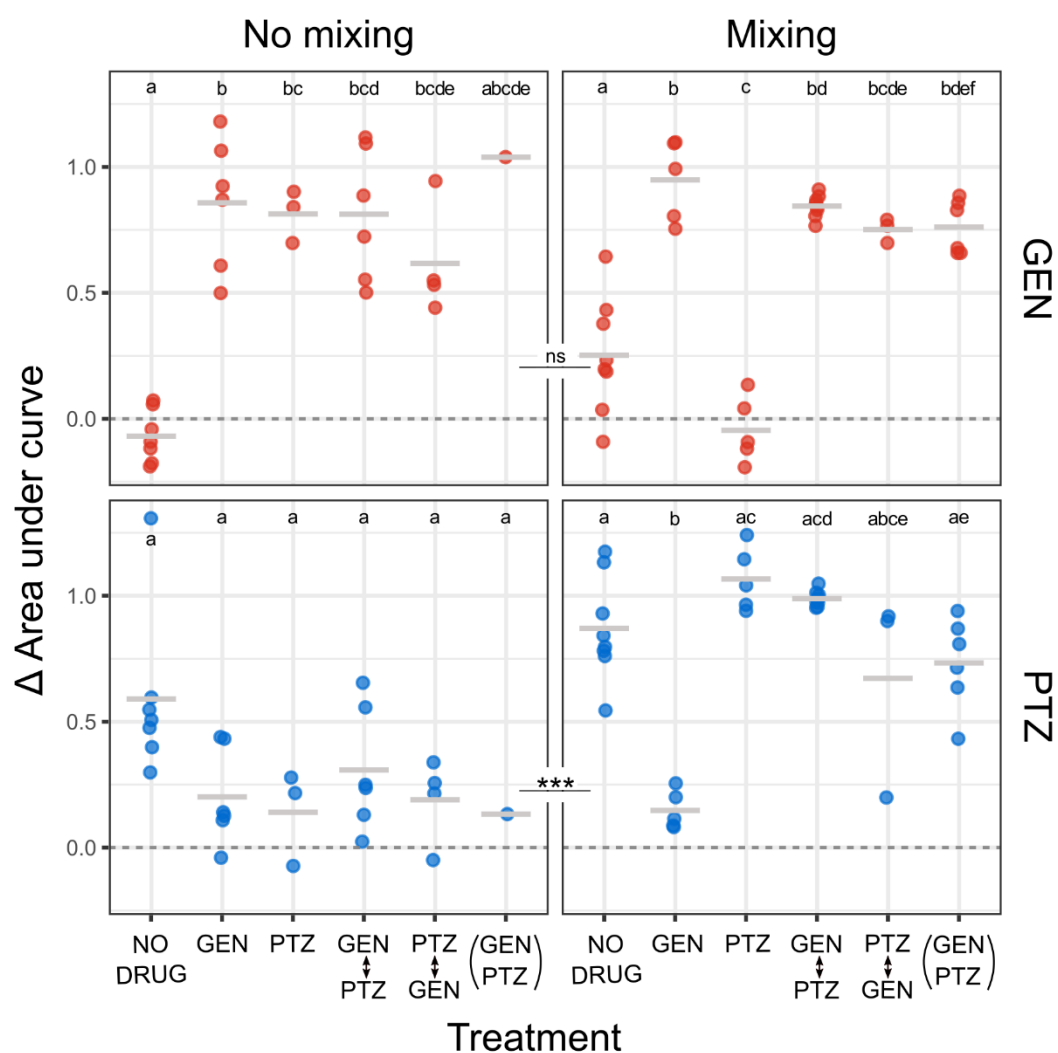 No mixing Mixing
a b bc bcd bcde abcde a b c bd bcde bdef
1.0
0.5
0.0
ns
GEN
a a a a a a a b ac acd abce ae
1.0
0.5
0.0
***
PTZ
Δ Area under curve
NO DRUG
GEN
PTZ
GEN
PTZ
PTZ
GEN
(GEN
PTZ)
NO DRUG
GEN
PTZ
GEN
PTZ
PTZ
GEN
(GEN
PTZ)
Treatment